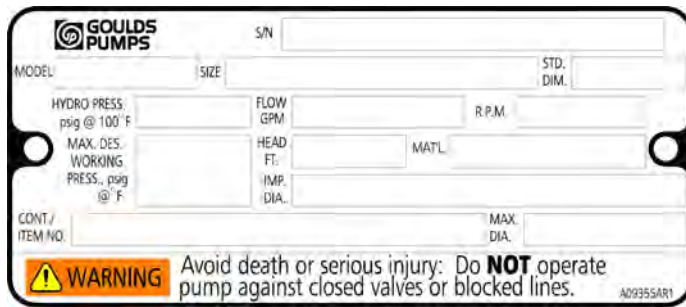 GOULDS PUMPS
S/N
MODEL
SIZE
STD. DIM.
HYDRO PRESS. psig @ 100°F
FLOW GPM
R.P.M.
MAX. DES. WORKING PRESS., psig @°F
HEAD FT.
MAT'L.
IMP. DIA.
CONT./ ITEM NO.
MAX. DIA.
WARNING
Avoid death or serious injury: Do NOT operate
pump against closed valves or blocked lines.
A09355AR1